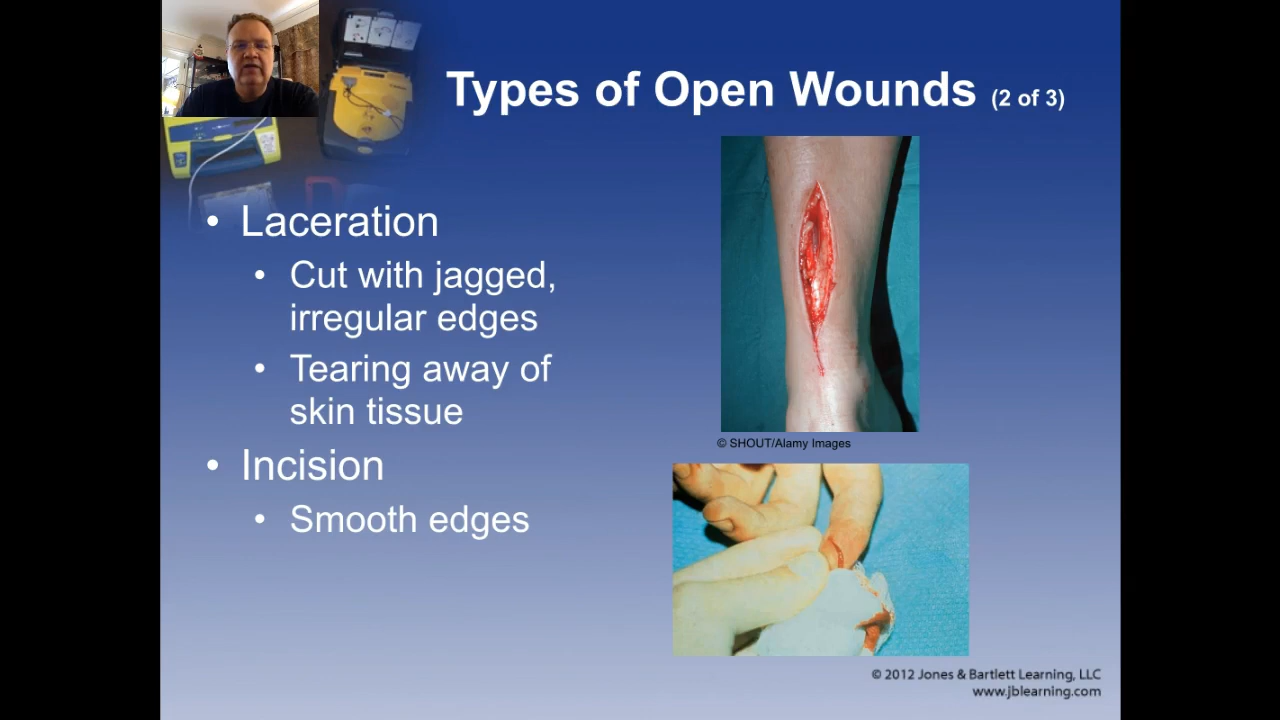 Types of Open Wounds (2 of 3)
• Laceration
• Cut with jagged,
irregular edges
• Tearing away of
skin tissue
• Incision
• Smooth edges
© SHOUT/Alamy Images
© 2012 Jones & Bartlett Learning, LLC
www.jblearning.com